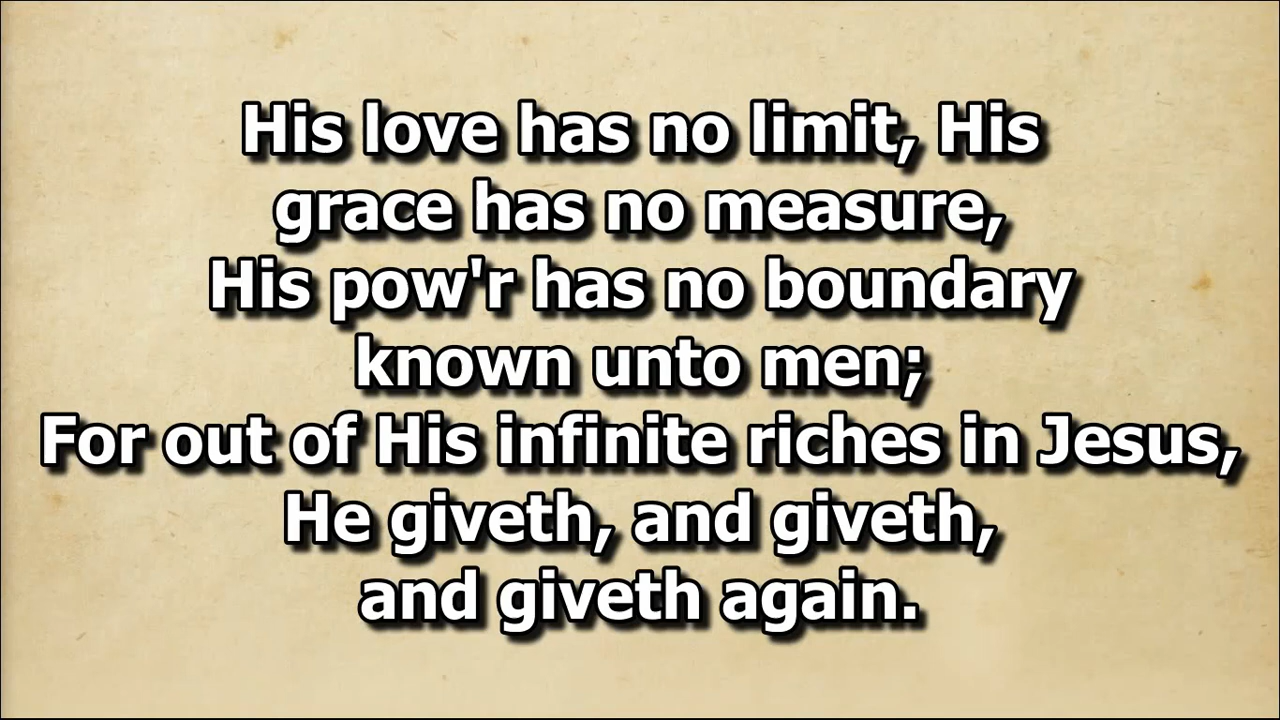 His love has no limit, His
grace has no measure,
His pow'r has no boundary
known unto men;
For out of His infinite riches in Jesus,
He giveth, and giveth,
and giveth again.